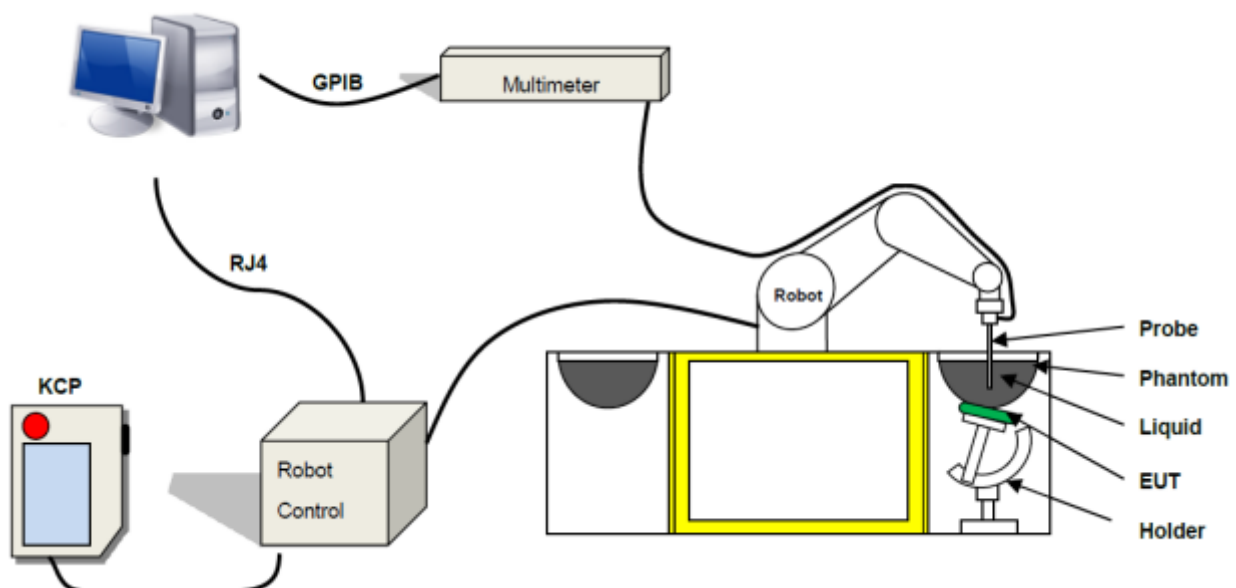 GPIB
Multimeter
RJ4
Robot
Probe
Phantom
KCP
Liquid
Robot
Control
EUT
Holder